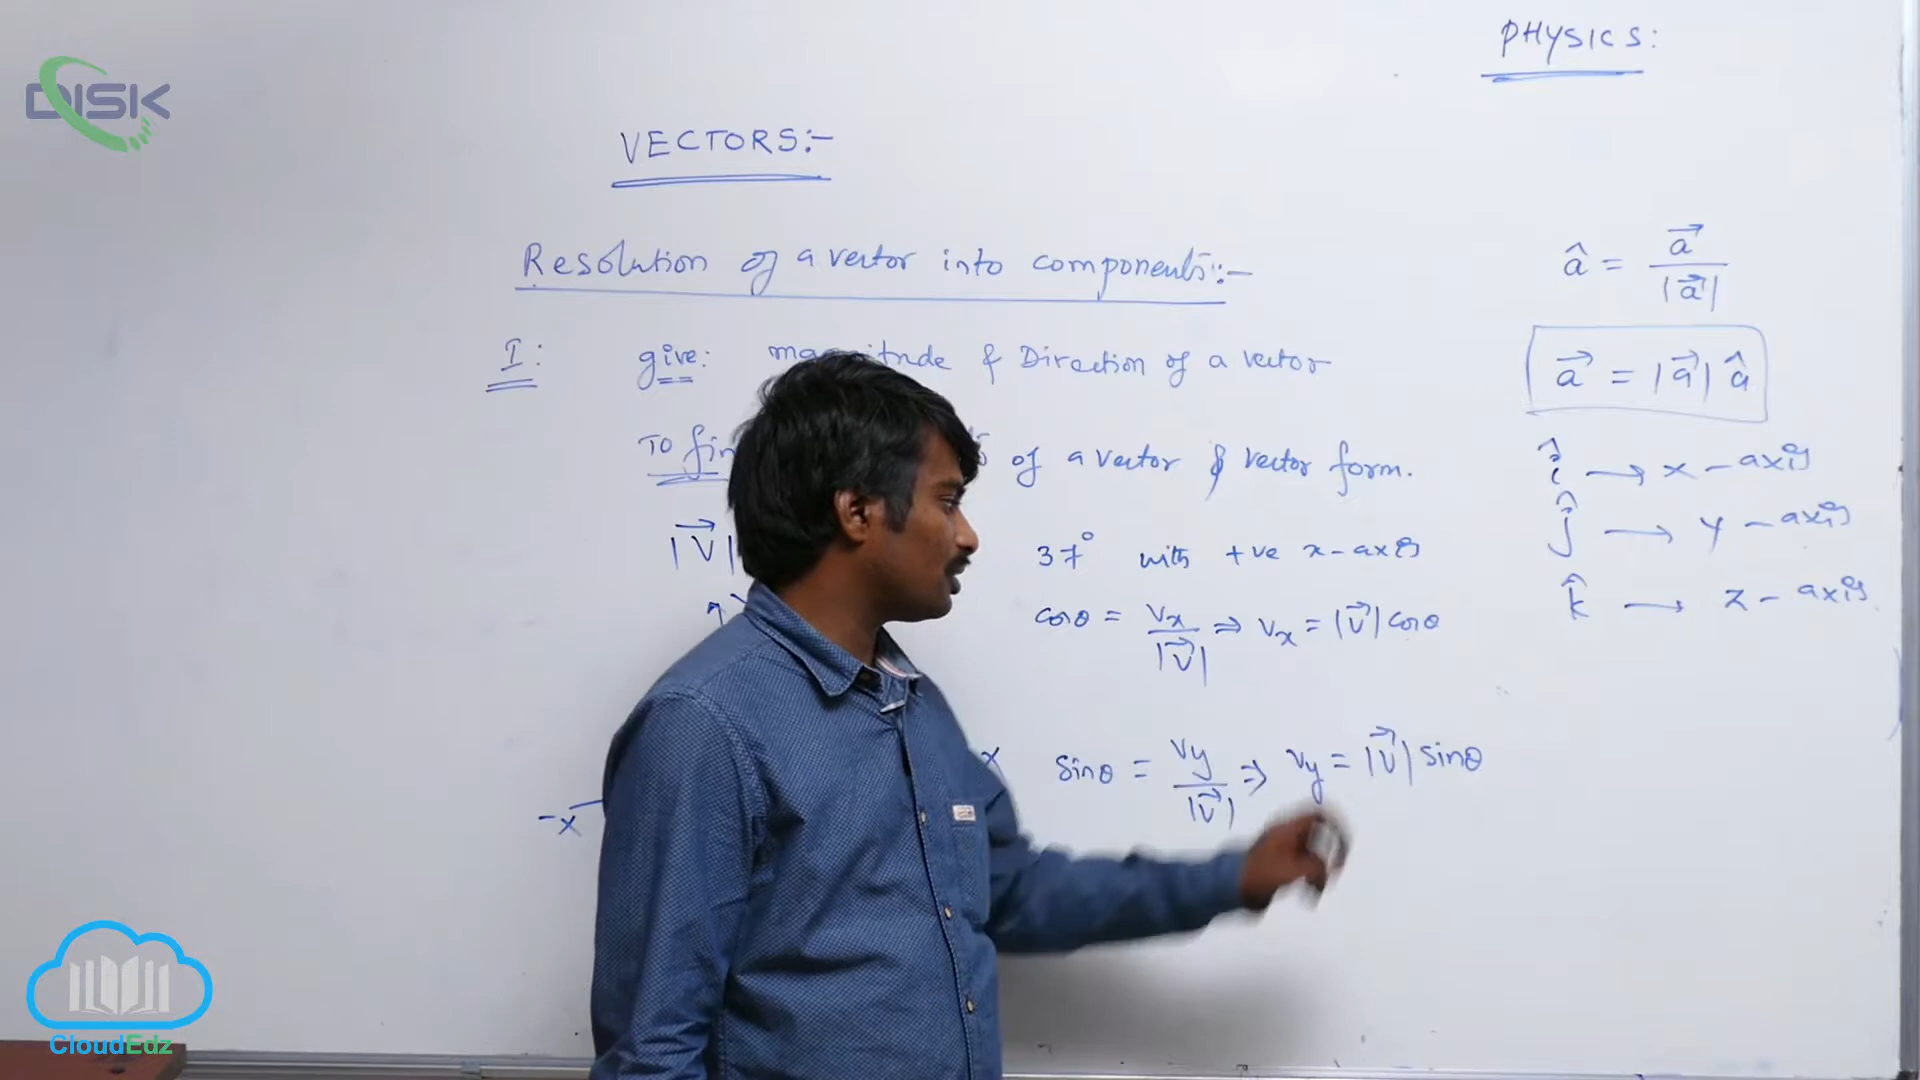 DISK
PHYSICS:
VECTORS:-
Resolution of a vector into components:-
I: give: magnitude & Direction of a vector
To of a vector & vector form.
|V⃗| 37° with +ve x-axis
cosθ = Vx/|V⃗| ⇒ Vx = |V⃗| cosθ
x
sinθ = Vy/|V⃗| ⇒ Vy = |V⃗| sinθ
-x
â = a⃗/|a⃗|
a⃗ = |a⃗| â
î → x-axis
ĵ → y-axis
k̂ → z-axis
CloudEdz